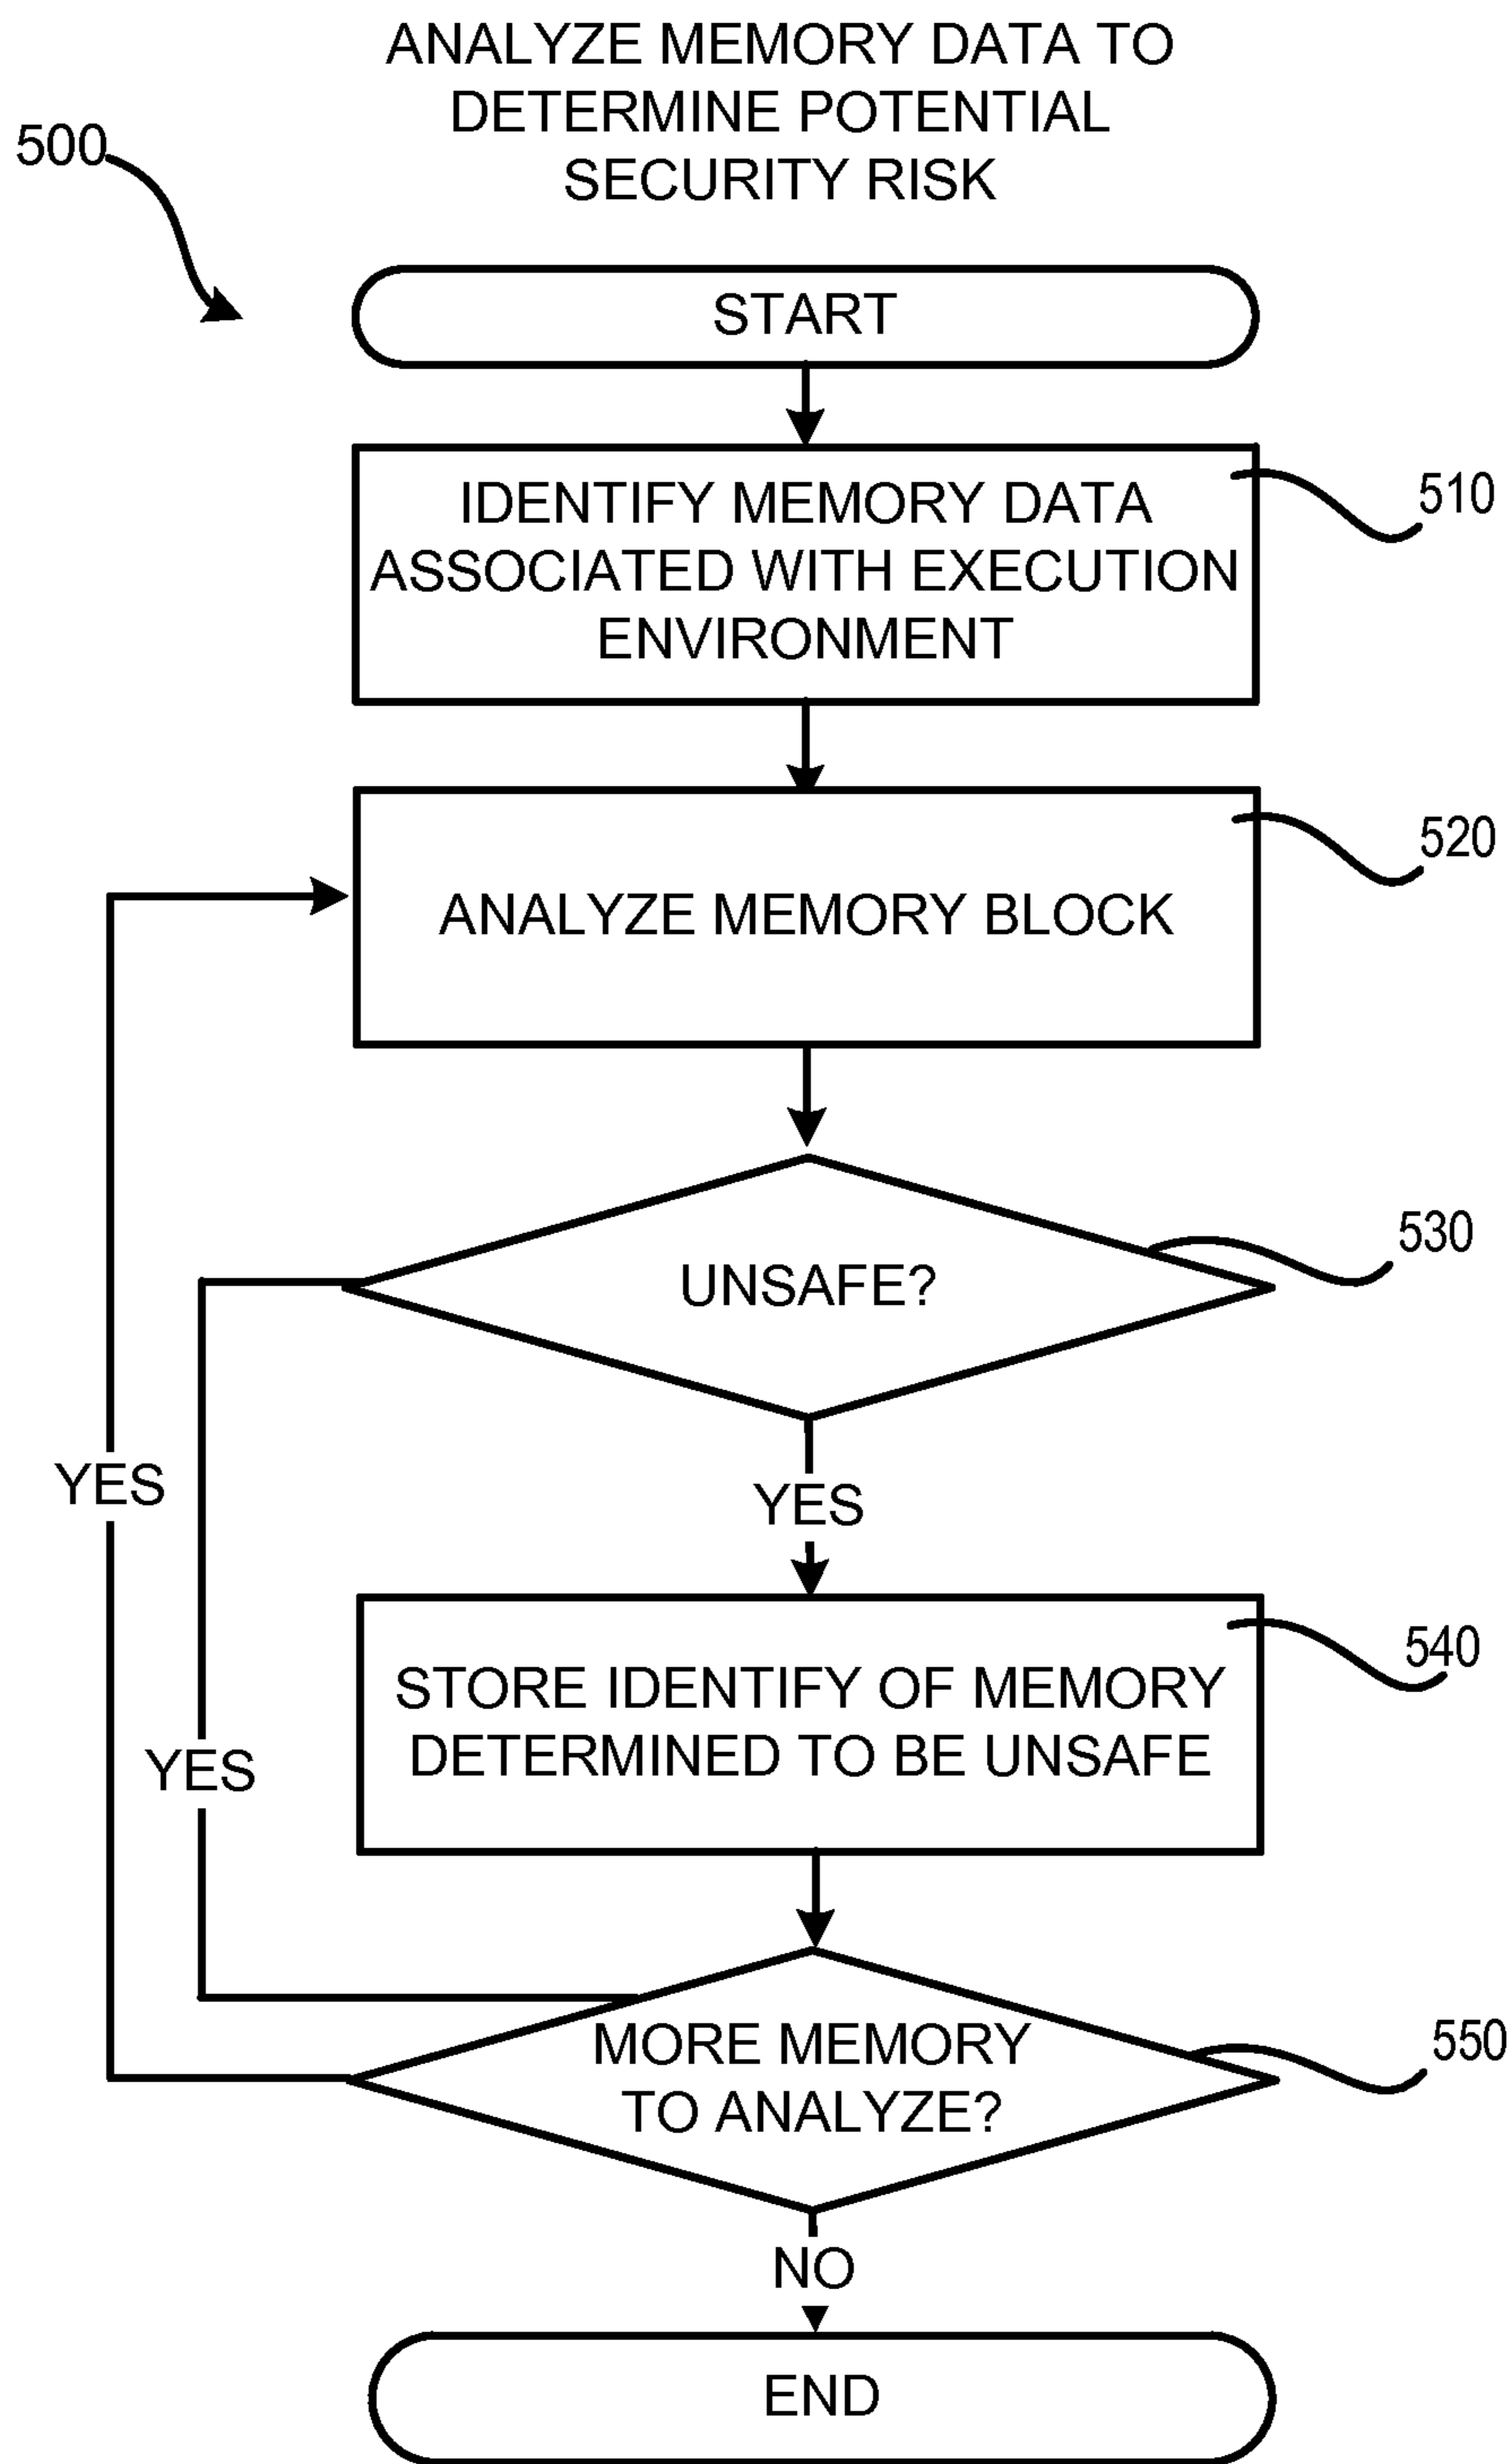 ANALYZE MEMORY DATA TO
DETERMINE POTENTIAL
SECURITY RISK
500
START
IDENTIFY MEMORY DATA
ASSOCIATED WITH EXECUTION
ENVIRONMENT
510
ANALYZE MEMORY BLOCK
520
UNSAFE?
530
YES
YES
STORE IDENTIFY OF MEMORY
DETERMINED TO BE UNSAFE
540
YES
MORE MEMORY
TO ANALYZE?
550
NO
END